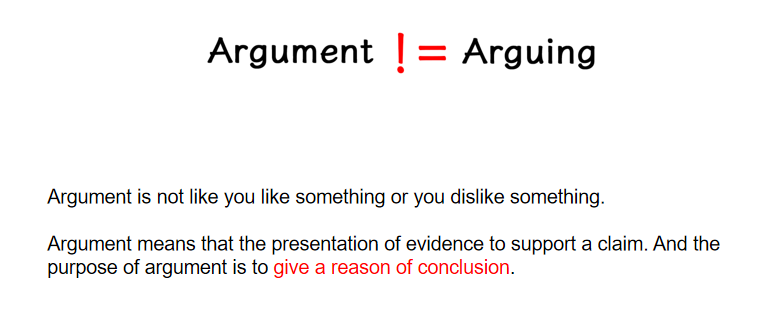 Argument != Arguing
Argument is not like you like something or you dislike something.
Argument means that the presentation of evidence to support a claim. And the
purpose of argument is to give a reason of conclusion.